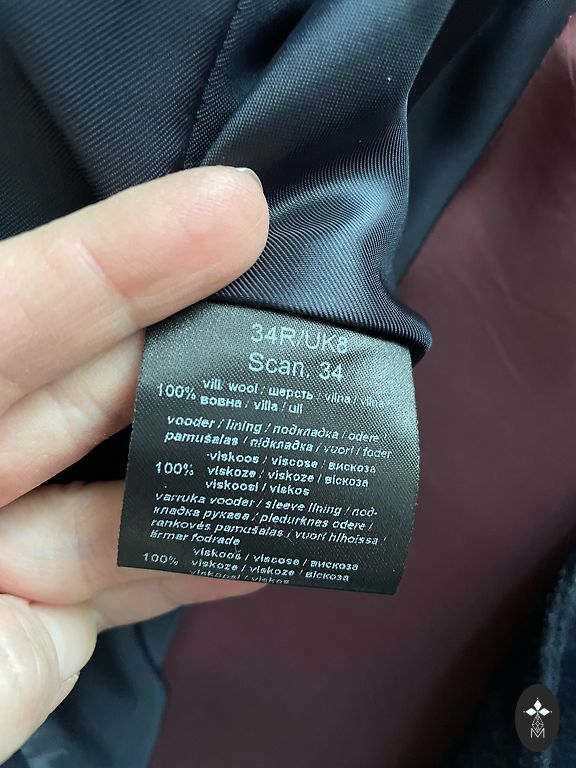 34R/UK8
Scan. 34
100% vill. wool / шерсть / vilna / vilna
вовна / villa / ull
vooder / lining / подкладка / odere /
pamušalas / підкладка / vuori / foder
viskoos / viscose / вискоза
100% viskoze / viskoze / віскоза
viskoosi / viskos
varruka vooder / sleeve lining / под-
кладка рукава / piedurknes odere /
rankovės pamušalas / vuori hihoissa /
ärmar fodrade
viskoos / viscose / вискоза
100% viskoze / viskoze / віскоза
viskoosi / viskos
M